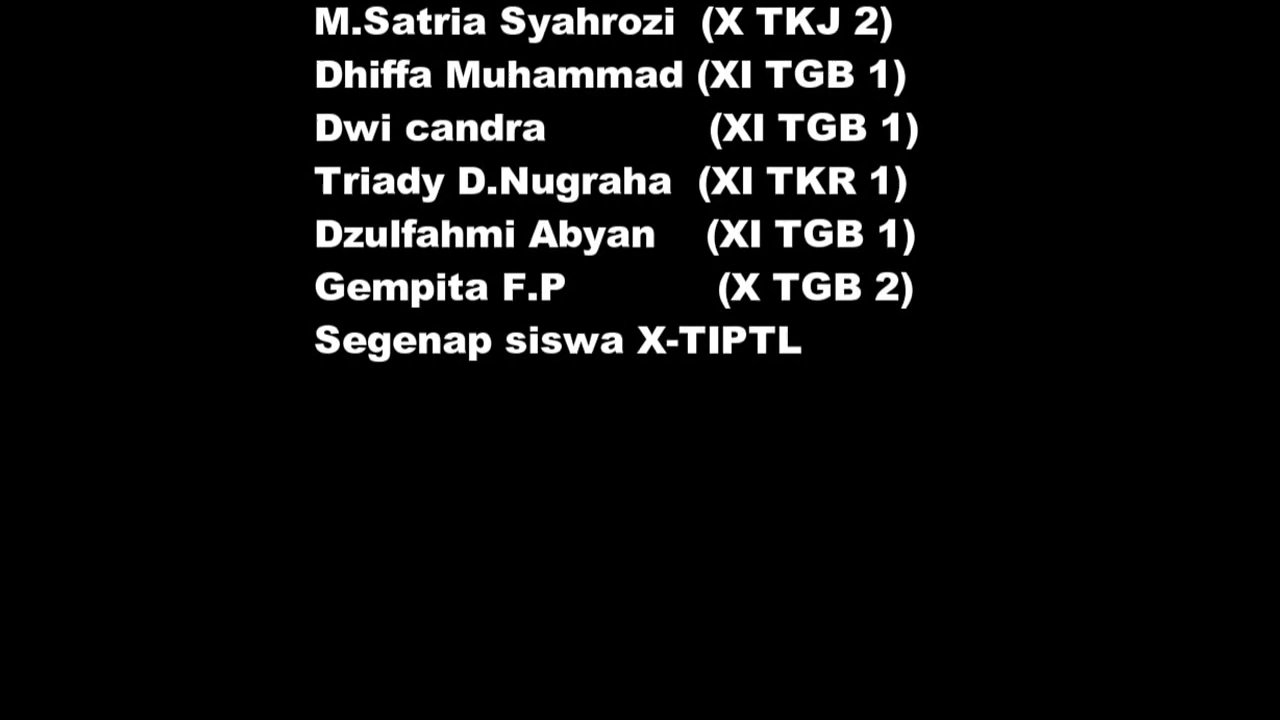 M.Satria Syahrozi (X TKJ 2)
Dhiffa Muhammad (XI TGB 1)
Dwi candra (XI TGB 1)
Triady D.Nugraha (XI TKR 1)
Dzulfahmi Abyan (XI TGB 1)
Gempita F.P (X TGB 2)
Segenap siswa X-TIPTL